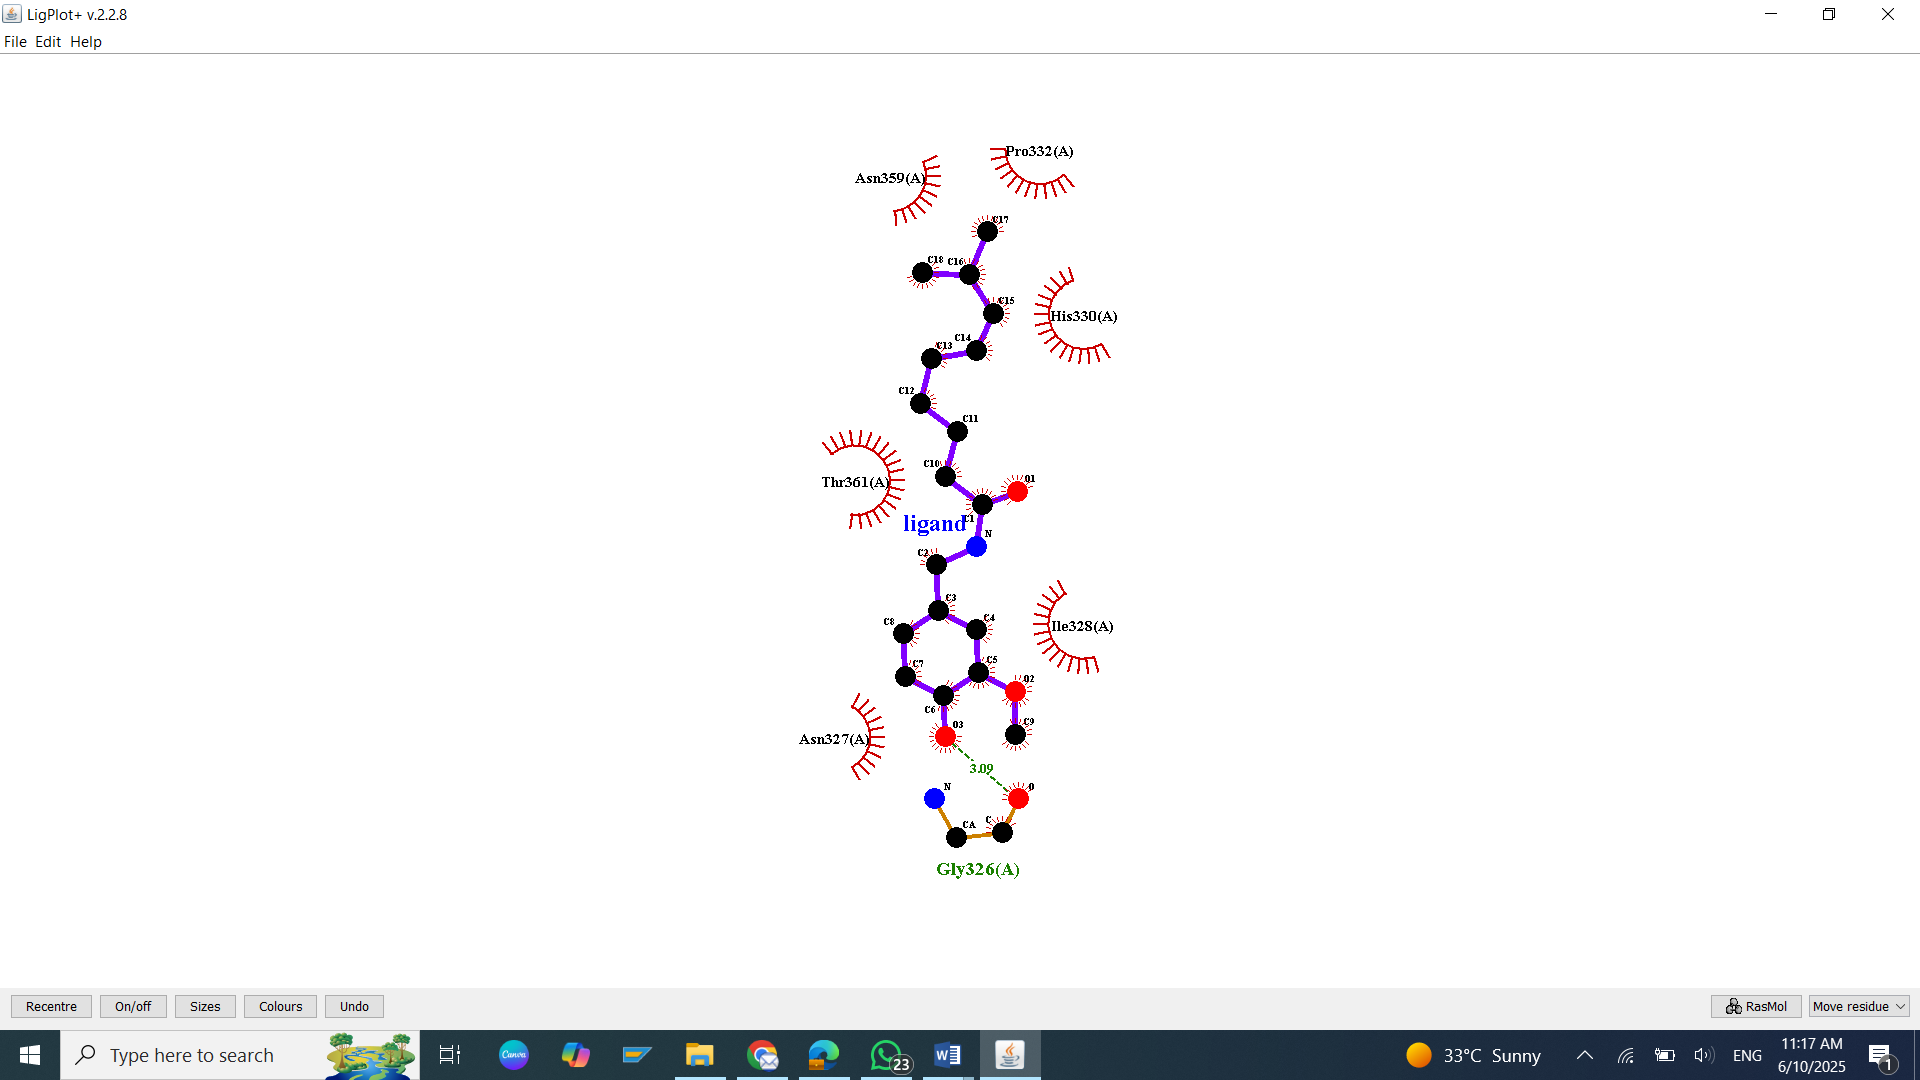 LigPlot+ v.2.2.8
File Edit Help
Pro332(A)
Asn359(A)
C17
C18 C16
C15
His330(A)
C14
C13
C12
C11
C10
O1
Thr361(A)
ligand
C1
N
C2
C3
C8
C4
Ile328(A)
C5
C7
O2
C6
O3
C9
Asn327(A)
3.09
N
O
CA
C
Gly326(A)
Recentre On/off Sizes Colours Undo RasMol Move residue
Type here to search
Canva
23
33°C Sunny
ENG
11:17 AM
6/10/2025
1